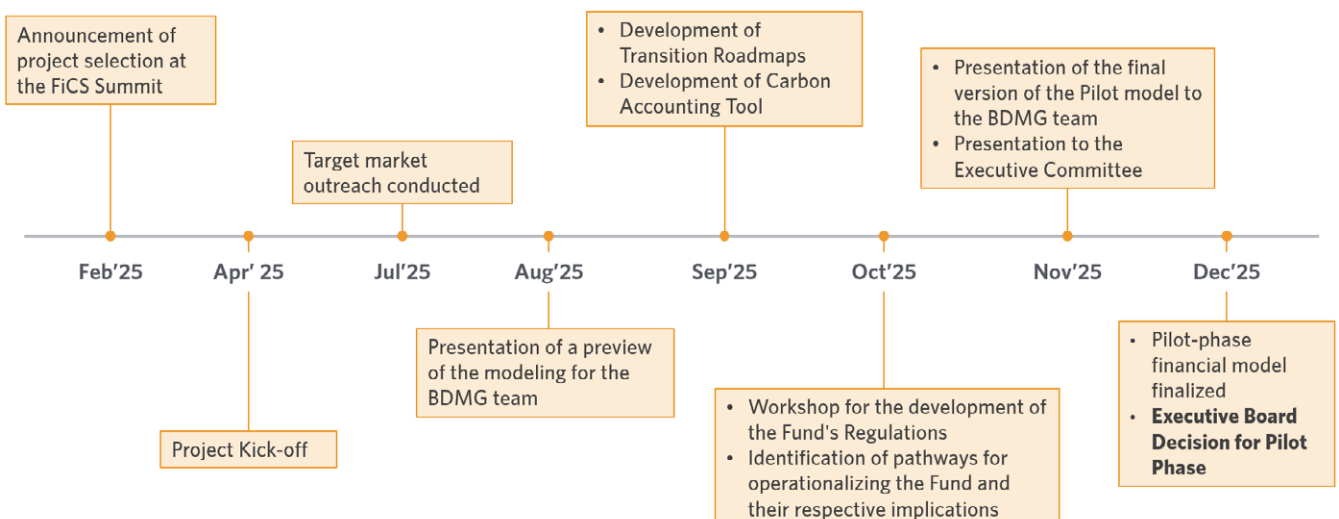 Announcement of
project selection at
the FiCS Summit
Target market
outreach conducted
• Development of
Transition Roadmaps
• Development of Carbon
Accounting Tool
• Presentation of the final
version of the Pilot model to
the BDMG team
• Presentation to the
Executive Committee
Feb'25
Apr' 25
Jul'25
Aug'25
Sep'25
Oct'25
Nov'25
Dec'25
Project Kick-off
Presentation of a preview
of the modeling for the
BDMG team
• Workshop for the development of
the Fund's Regulations
• Identification of pathways for
operationalizing the Fund and
their respective implications
• Pilot-phase
financial model
finalized
• Executive Board
Decision for Pilot
Phase